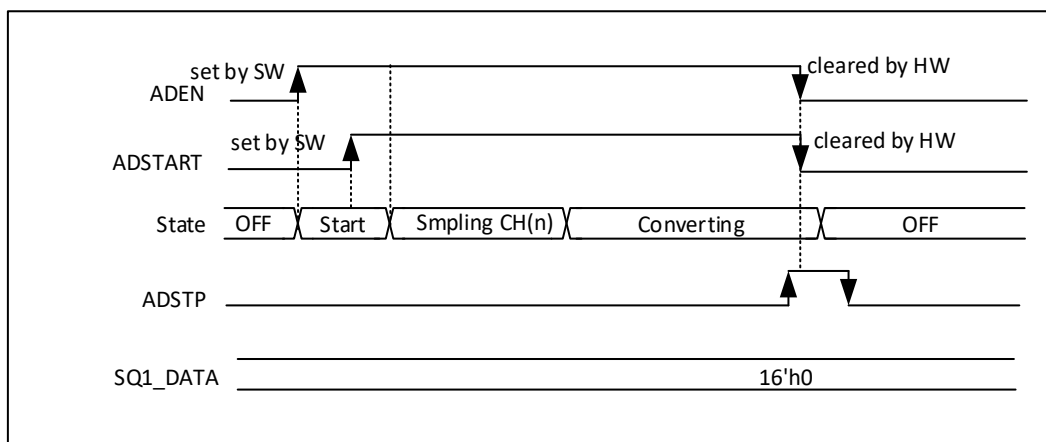 set by SW
cleared by HW
ADEN
set by SW
cleared by HW
ADSTART
State
OFF
Start
Smpling CH(n)
Converting
OFF
ADSTP
SQ1_DATA
16'h0